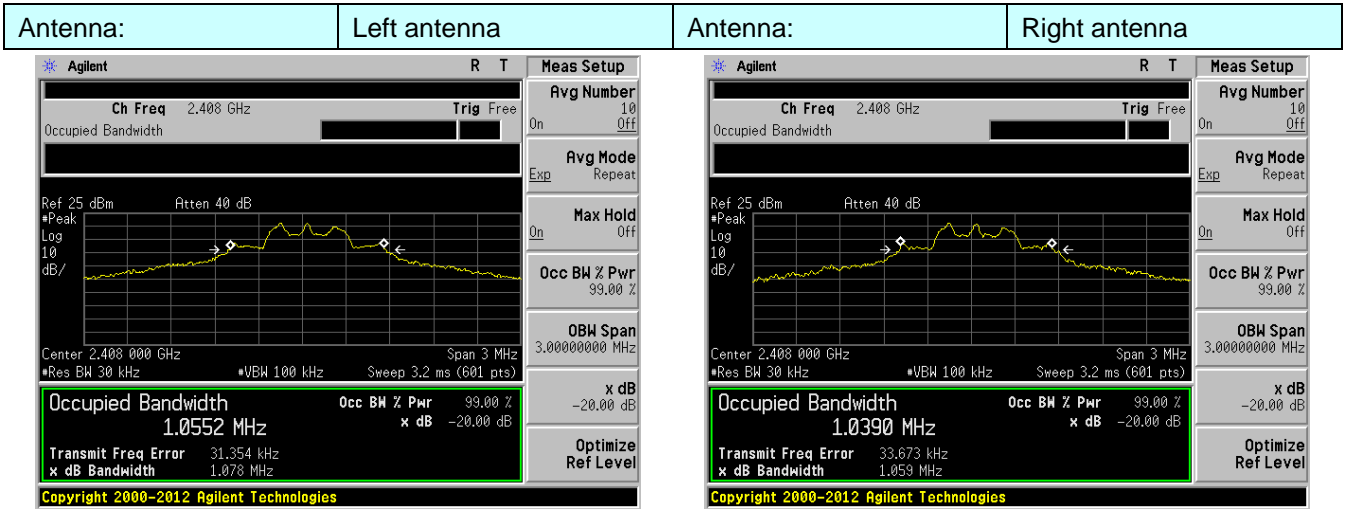 Antenna: Left antenna Antenna: Right antenna
Agilent R T
Ch Freq 2.408 GHz Trig Free
Occupied Bandwidth
Ref 25 dBm Atten 40 dB
#Peak
Log
10
dB/
Center 2.408 000 GHz Span 3 MHz
#Res BW 30 kHz #VBW 100 kHz Sweep 3.2 ms (601 pts)
Occupied Bandwidth Occ BW % Pwr 99.00 %
1.0552 MHz x dB -20.00 dB
Transmit Freq Error 31.354 kHz
x dB Bandwidth 1.078 MHz
Copyright 2000-2012 Agilent Technologies
Meas Setup
Avg Number
10
On Off
Avg Mode
Exp Repeat
Max Hold
On Off
Occ BW % Pwr
99.00 %
OBW Span
3.00000000 MHz
x dB
-20.00 dB
Optimize
Ref Level
Agilent R T
Ch Freq 2.408 GHz Trig Free
Occupied Bandwidth
Ref 25 dBm Atten 40 dB
#Peak
Log
10
dB/
Center 2.408 000 GHz Span 3 MHz
#Res BW 30 kHz #VBW 100 kHz Sweep 3.2 ms (601 pts)
Occupied Bandwidth Occ BW % Pwr 99.00 %
1.0390 MHz x dB -20.00 dB
Transmit Freq Error 33.673 kHz
x dB Bandwidth 1.059 MHz
Copyright 2000-2012 Agilent Technologies
Meas Setup
Avg Number
10
On Off
Avg Mode
Exp Repeat
Max Hold
On Off
Occ BW % Pwr
99.00 %
OBW Span
3.00000000 MHz
x dB
-20.00 dB
Optimize
Ref Level